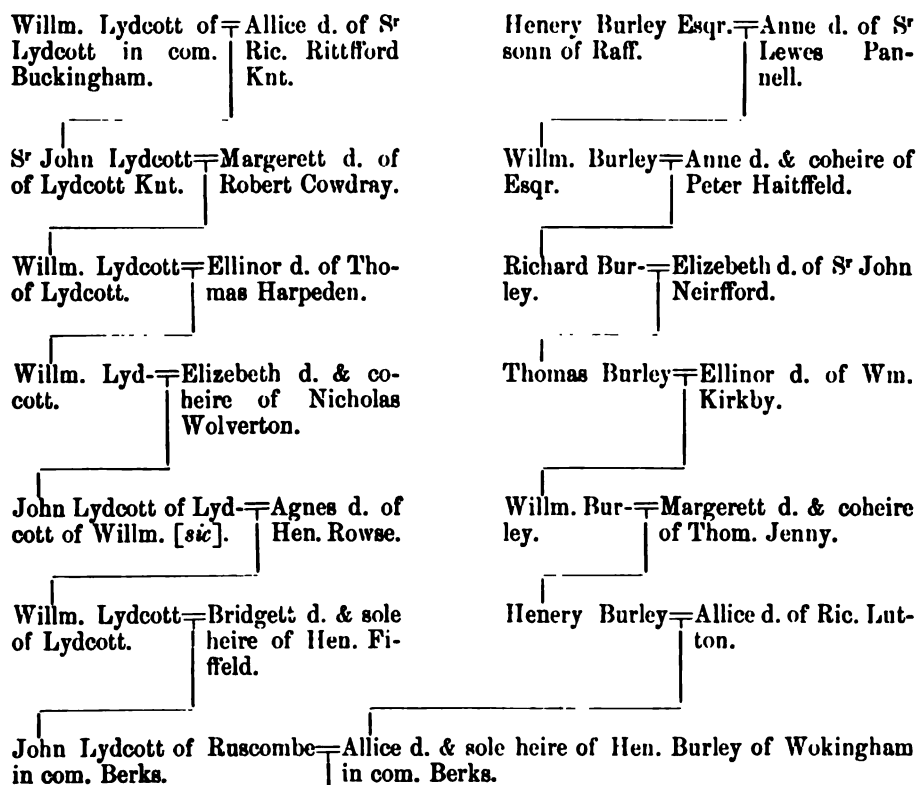 Willm. Lydcott of
Lydcott in com.
Buckingham.
Allice d. of Sr
Ric. Rittfford
Knt.
Henery Burley Esqr.
sonn of Raff.
Anne d. of Sr
Lewes Pan-
nell.
Sr John Lydcott
of Lydcott Knt.
Margerett d. of
Robert Cowdray.
Willm. Burley
Esqr.
Anne d. & coheire of
Peter Haitffeld.
Willm. Lydcott
of Lydcott.
Ellinor d. of Tho-
mas Harpeden.
Richard Bur-
ley.
Elizebeth d. of Sr John
Neirfford.
Willm. Lyd-
cott.
Elizebeth d. & co-
heire of Nicholas
Wolverton.
Thomas Burley
Ellinor d. of Wm.
Kirkby.
John Lydcott of Lyd-
cott of Willm. [sic].
Agnes d. of
Hen. Rowse.
Willm. Bur-
ley.
Margerett d. & coheire
of Thom. Jenny.
Willm. Lydcott
of Lydcott.
Bridgett d. & sole
heire of Hen. Fi-
ffeld.
Henery Burley
Allice d. of Ric. Lut-
ton.
John Lydcott of Ruscombe
in com. Berks.
Allice d. & sole heire of Hen. Burley of Wokingham
in com. Berks.